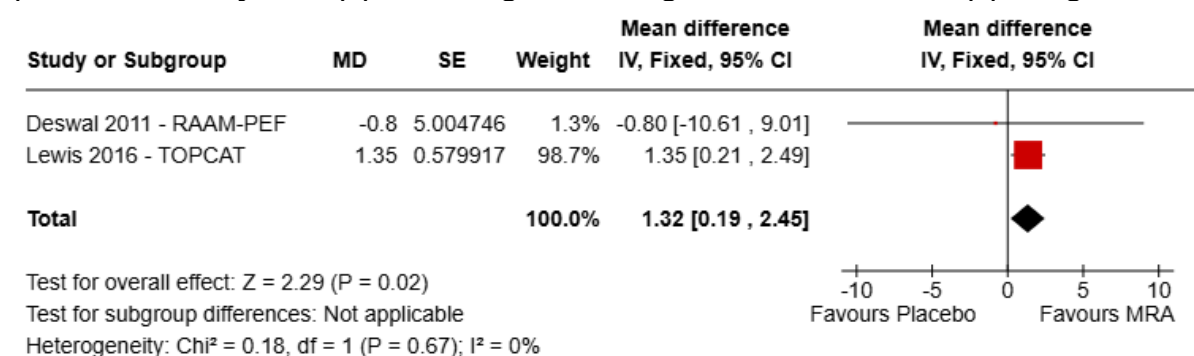 Mean difference Mean difference
Study or Subgroup MD SE Weight IV, Fixed, 95% CI IV, Fixed, 95% CI
Deswal 2011 - RAAM-PEF -0.8 5.004746 1.3% -0.80 [-10.61 , 9.01]
Lewis 2016 - TOPCAT 1.35 0.579917 98.7% 1.35 [0.21 , 2.49]
Total 100.0% 1.32 [0.19 , 2.45]
Test for overall effect: Z = 2.29 (P = 0.02)
Test for subgroup differences: Not applicable
Heterogeneity: Chi² = 0.18, df = 1 (P = 0.67); I² = 0%
-10 -5 0 5 10
Favours Placebo Favours MRA